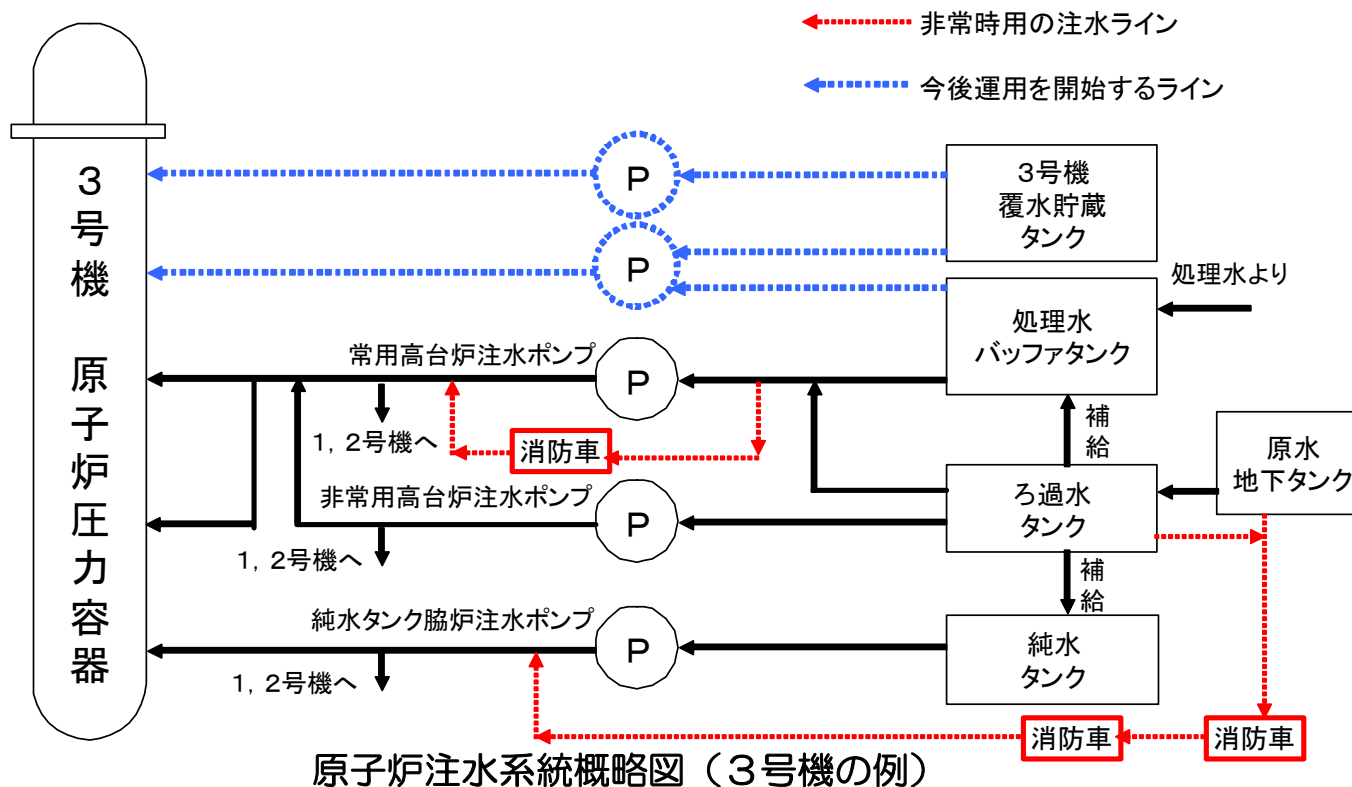 非常時用の注水ライン
今後運用を開始するライン
3号機 原子炉圧力容器
P
3号機
覆水貯蔵
タンク
P
処理水より
処理水
バッファタンク
常用高台炉注水ポンプ
P
1, 2号機へ
消防車
補給
原水
地下タンク
非常用高台炉注水ポンプ
P
ろ過水
タンク
1, 2号機へ
補給
純水タンク脇炉注水ポンプ
P
純水
タンク
1, 2号機へ
消防車
消防車
原子炉注水系統概略図（3号機の例）